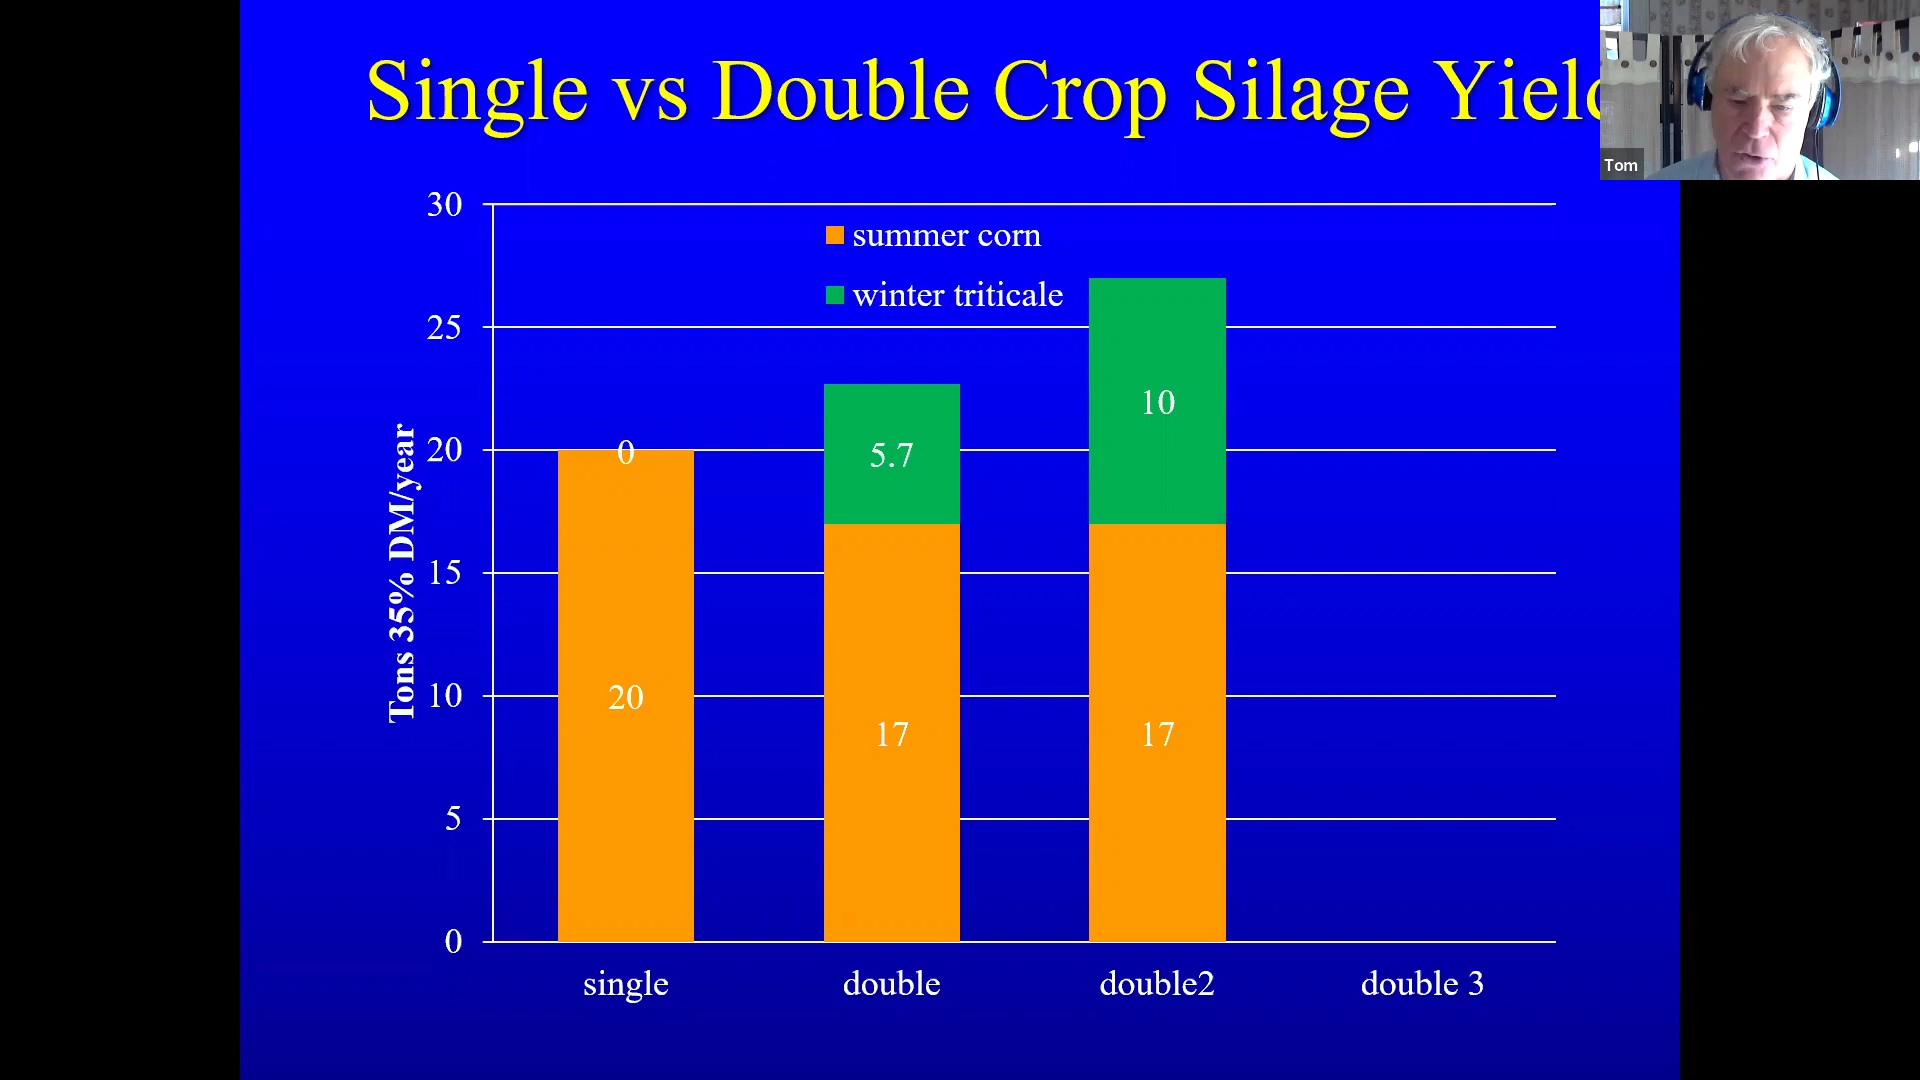 Single vs Double Crop Silage Yiel
Tom
30
25
20
15
10
5
0
Tons 35% DM/year
summer corn
winter triticale
0
20
5.7
17
10
17
single
double
double2
double 3